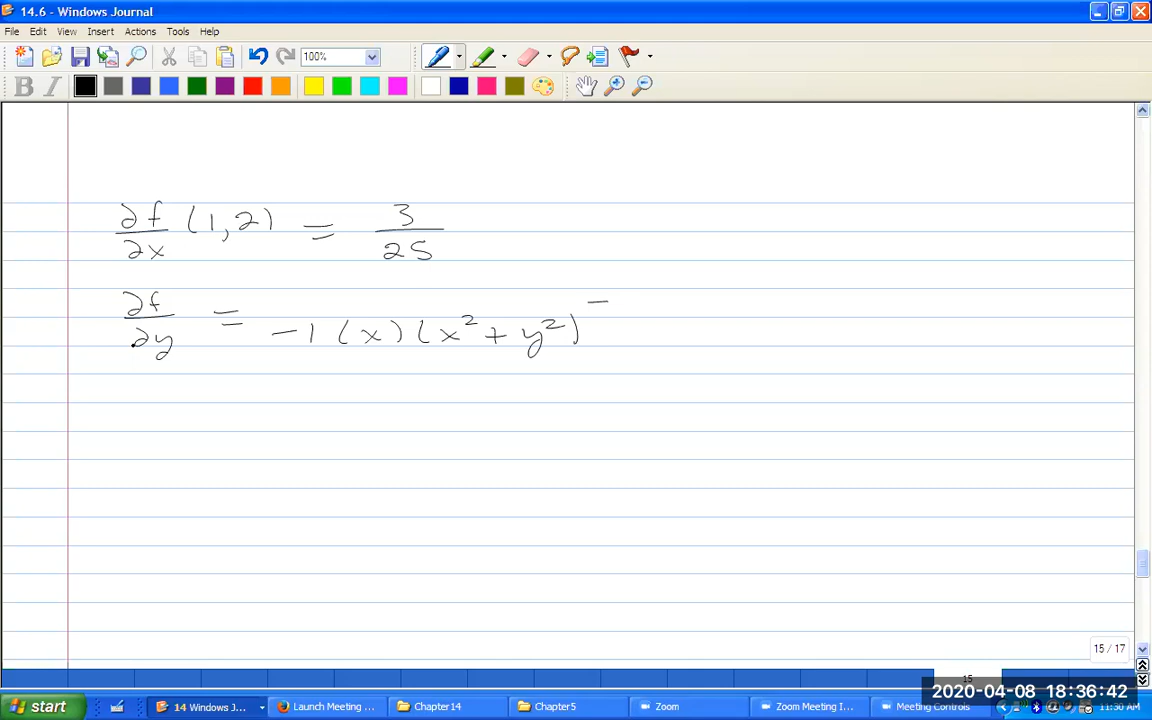 14.6 - Windows Journal
File Edit View Insert Actions Tools Help
100%
B I
∂f/∂x (1,2) = 3/25
∂f/∂y = -1 (x)(x² + y²)⁻
15 / 17
15
2020-04-08 18:36:42
start 14 Windows J... Launch Meeting ... Chapter14 Chapter5 Zoom Zoom Meeting I... Meeting Controls 11:30 AM